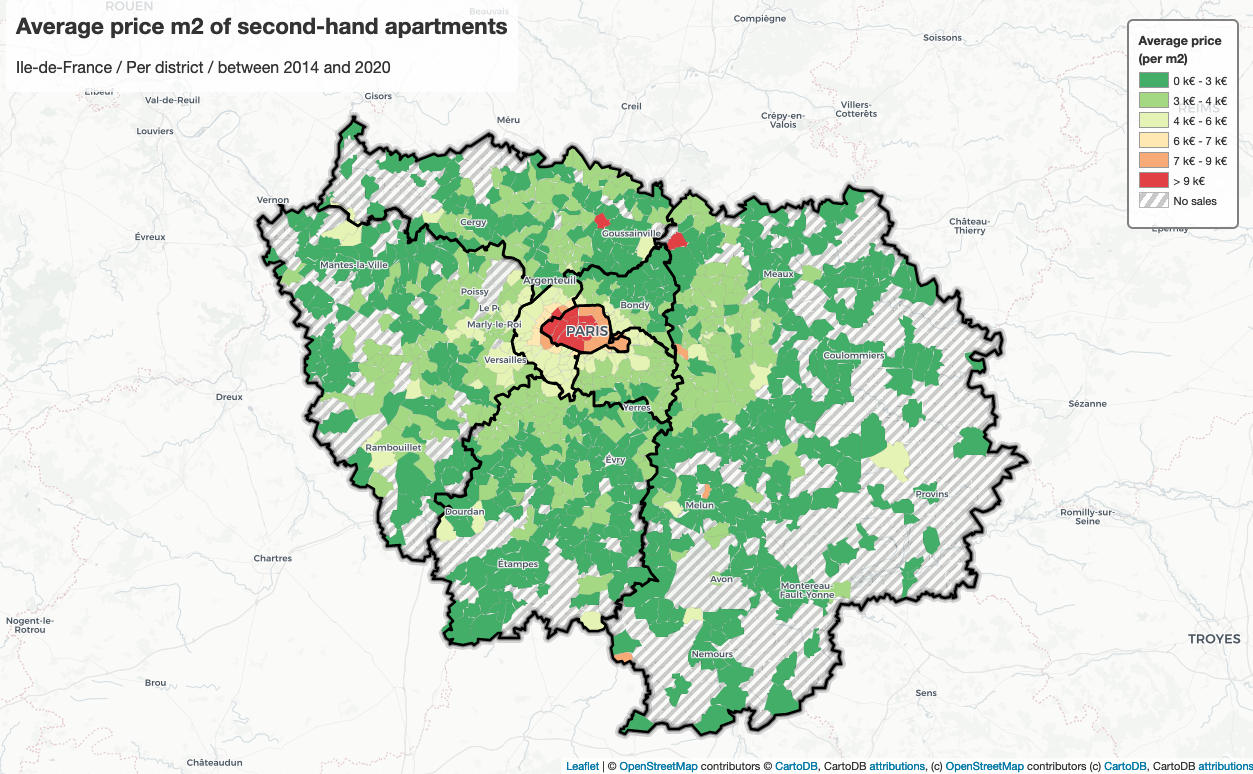 ROUEN
Beauvais
Compiègne
Average price m2 of second-hand apartments
Soissons
Ile-de-France / Per district / between 2014 and 2020
Average price
(per m2)
0 k€ - 3 k€
3 k€ - 4 k€
4 k€ - 6 k€
6 k€ - 7 k€
7 k€ - 9 k€
> 9 k€
No sales
REIMS
Elbeuf
Val-de-Reuil
Gisors
Creil
Villers-
Cotterêts
Crépy-en-
Valois
Méru
Louviers
Vernon
Château-
Thierry
Épernay
Évreux
Cergy
Goussainville
Mantes-la-Ville
Meaux
Argenteuil
Poissy
Le Pe
Bondy
Marly-le-Roi
PARIS
Versailles
Coulommiers
Dreux
Yerres
Sézanne
Rambouillet
Évry
Provins
Melun
Dourdan
Romilly-sur-
Seine
Chartres
Étampes
Avon
Montereau-
Fault-Yonne
Nogent-le-
Rotrou
TROYES
Nemours
Brou
Sens
Châteaudun
Leaflet | © OpenStreetMap contributors © CartoDB, CartoDB attributions, (c) OpenStreetMap contributors (c) CartoDB, CartoDB attributions